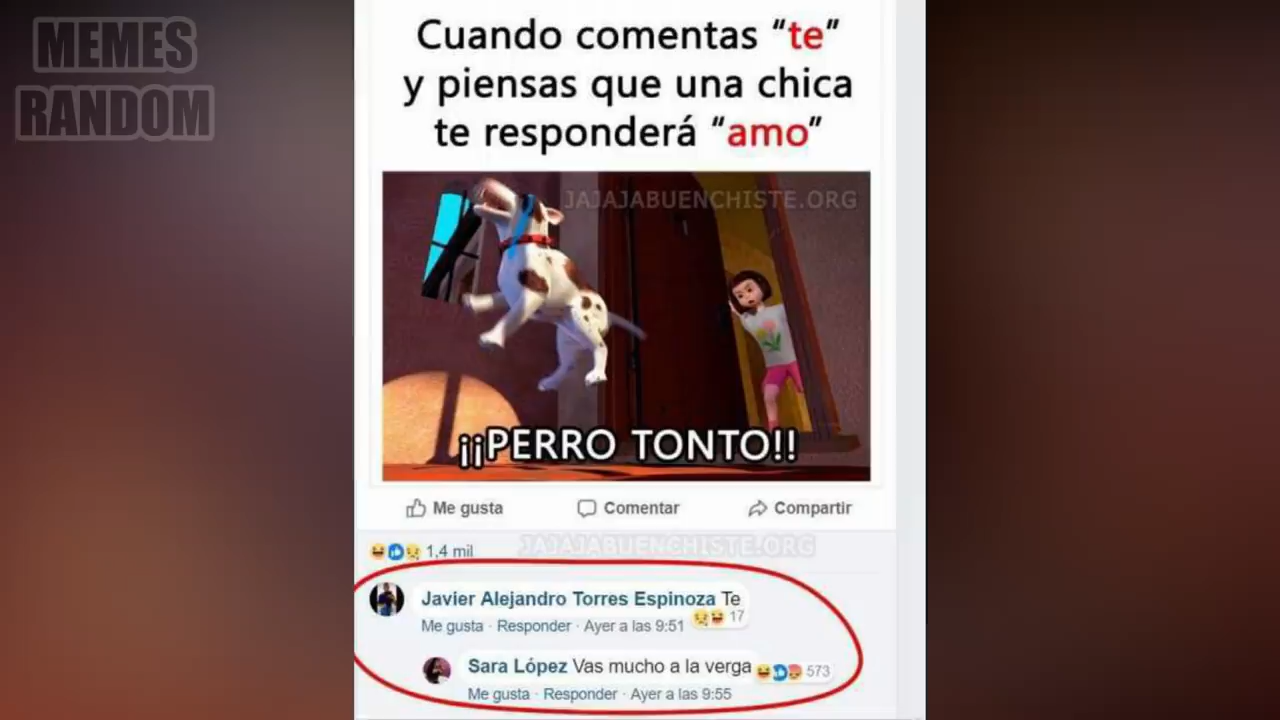 MEMES
RANDOM
Cuando comentas “te”
y piensas que una chica
te responderá “amo”
JAJAJABUENCHISTE.ORG
¡¡PERRO TONTO!!
Me gusta Comentar Compartir
1,4 mil
JAJAJABUENCHISTE.ORG
Javier Alejandro Torres Espinoza Te
17
Me gusta · Responder · Ayer a las 9:51
Sara López Vas mucho a la verga
573
Me gusta · Responder · Ayer a las 9:55